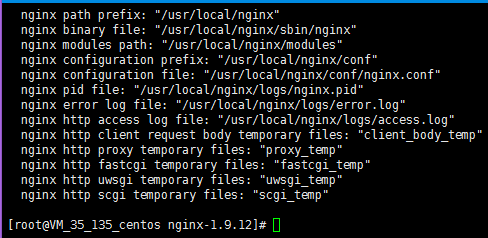 nginx path prefix: "/usr/local/nginx"
nginx binary file: "/usr/local/nginx/sbin/nginx"
nginx modules path: "/usr/local/nginx/modules"
nginx configuration prefix: "/usr/local/nginx/conf"
nginx configuration file: "/usr/local/nginx/conf/nginx.conf"
nginx pid file: "/usr/local/nginx/logs/nginx.pid"
nginx error log file: "/usr/local/nginx/logs/error.log"
nginx http access log file: "/usr/local/nginx/logs/access.log"
nginx http client request body temporary files: "client_body_temp"
nginx http proxy temporary files: "proxy_temp"
nginx http fastcgi temporary files: "fastcgi_temp"
nginx http uwsgi temporary files: "uwsgi_temp"
nginx http scgi temporary files: "scgi_temp"
[root@VM_35_135_centos nginx-1.9.12]#